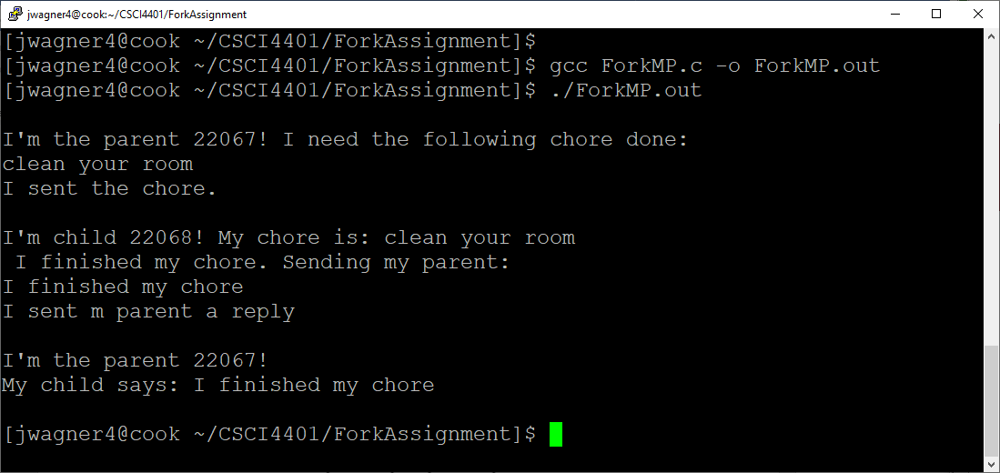 jwagner4@cook:~/CSCI4401/ForkAssignment
[jwagner4@cook ~/CSCI4401/ForkAssignment]$
[jwagner4@cook ~/CSCI4401/ForkAssignment]$ gcc ForkMP.c -o ForkMP.out
[jwagner4@cook ~/CSCI4401/ForkAssignment]$ ./ForkMP.out
I'm the parent 22067! I need the following chore done:
clean your room
I sent the chore.
I'm child 22068! My chore is: clean your room
 I finished my chore. Sending my parent:
I finished my chore
I sent m parent a reply
I'm the parent 22067!
My child says: I finished my chore
[jwagner4@cook ~/CSCI4401/ForkAssignment]$